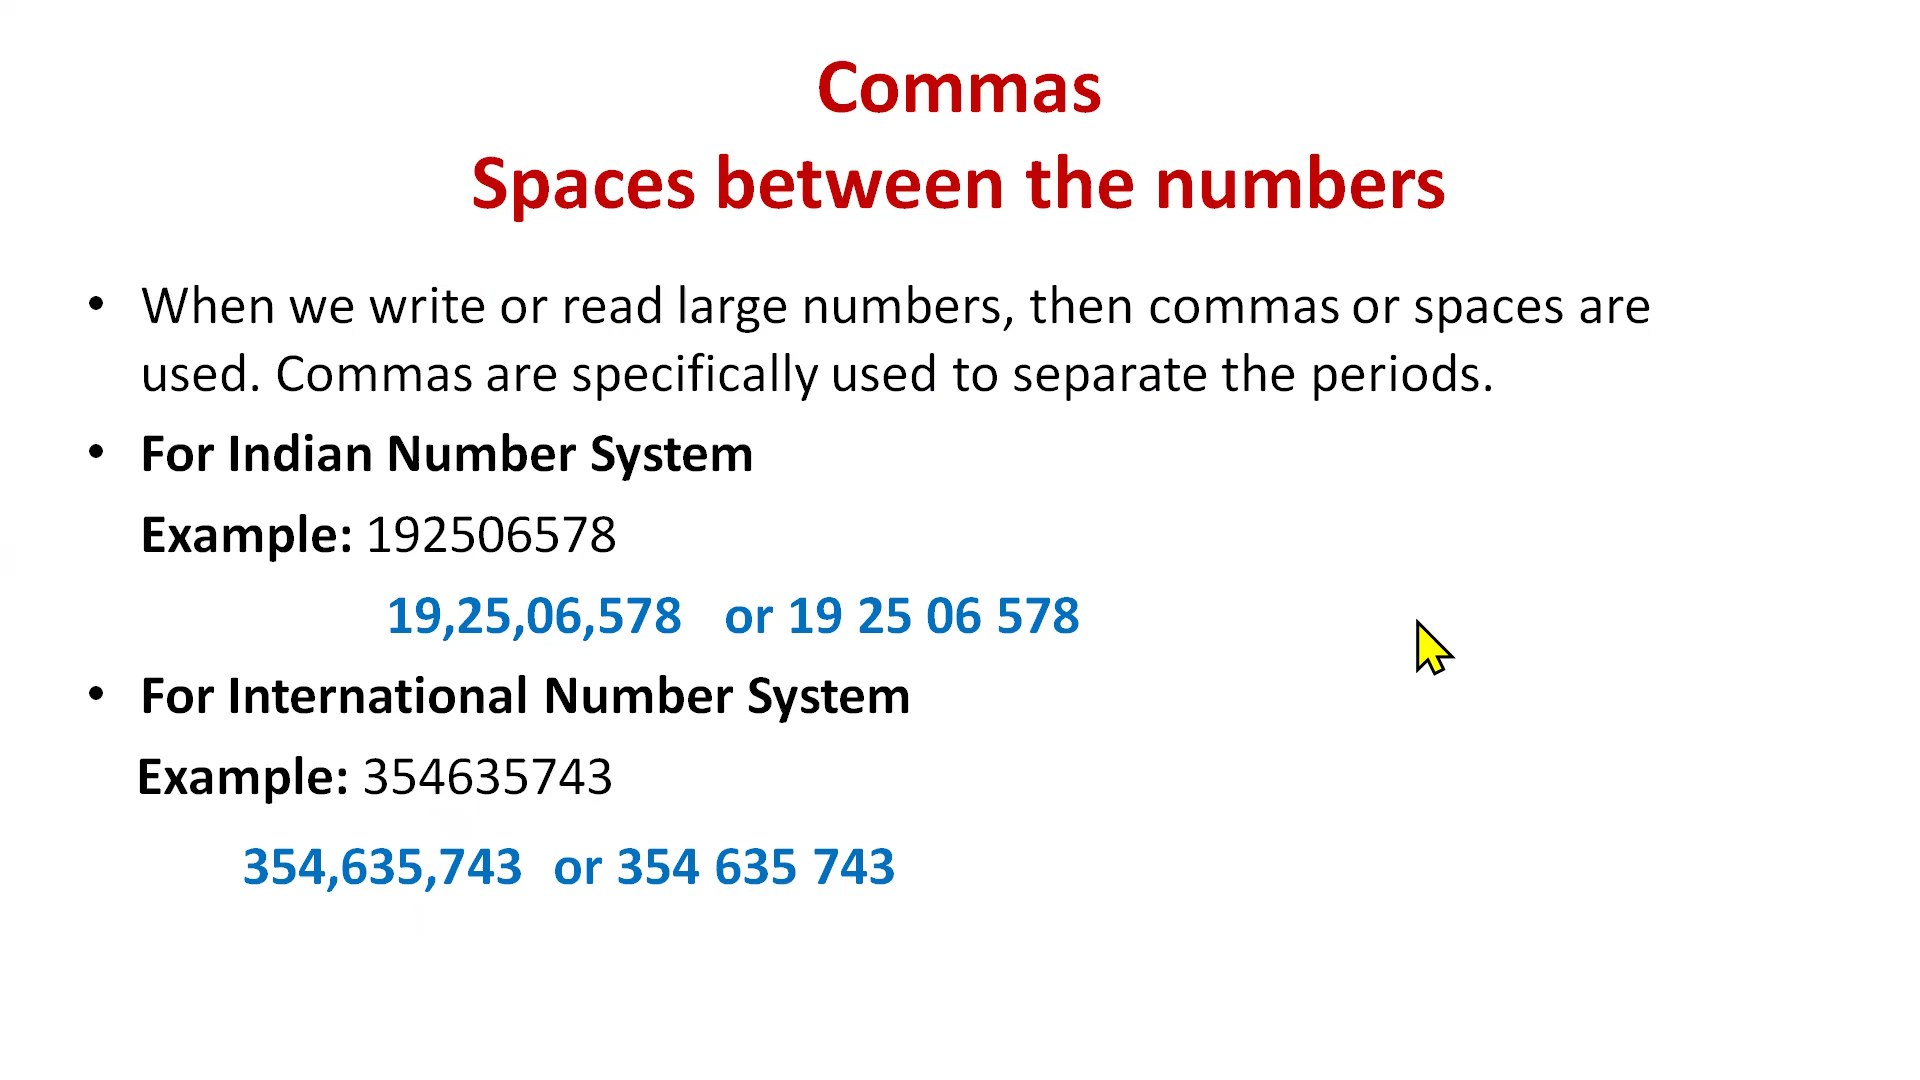 Commas
Spaces between the numbers
• When we write or read large numbers, then commas or spaces are
used. Commas are specifically used to separate the periods.
• For Indian Number System
Example: 192506578
19,25,06,578 or 19 25 06 578
• For International Number System
Example: 354635743
354,635,743 or 354 635 743